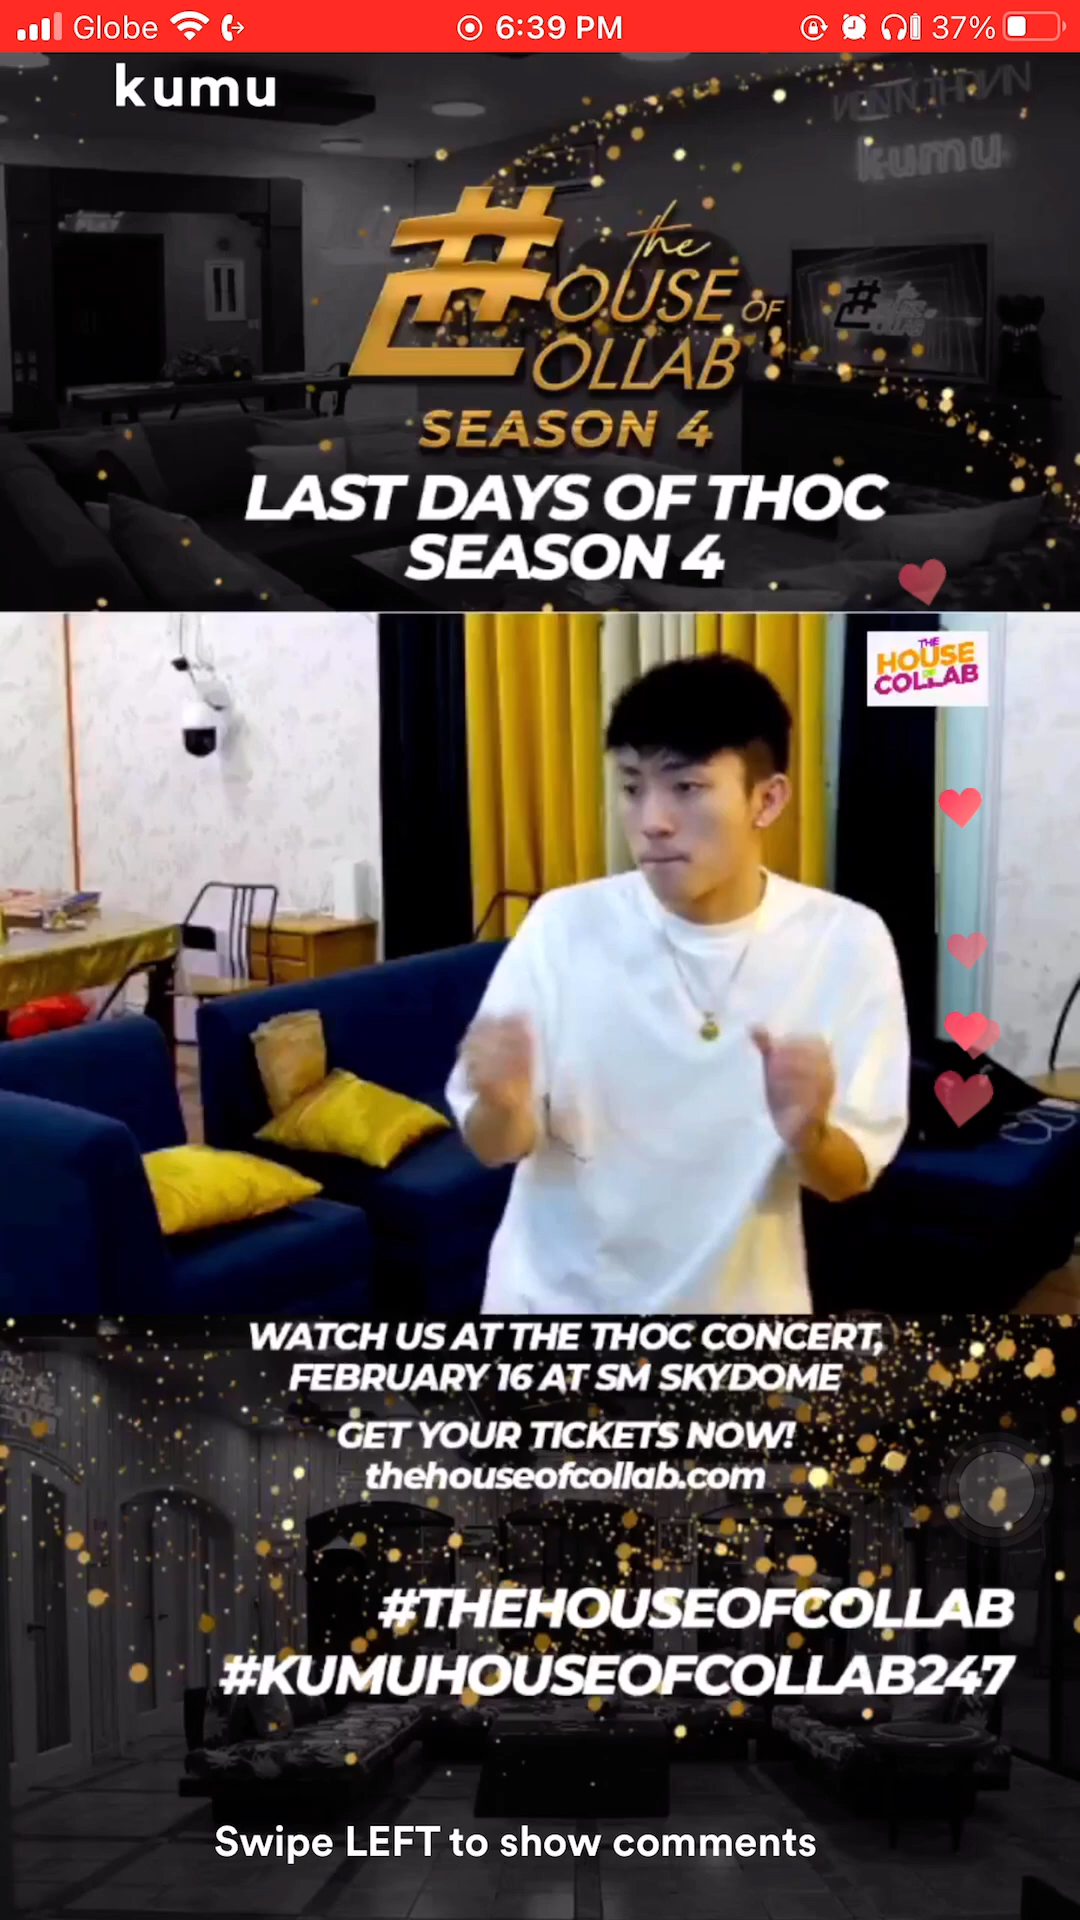 Globe 6:39 PM 37%
kumu
kumu
the
HOUSE OF
COLLAB
SEASON 4
LAST DAYS OF THOC
SEASON 4
THE
HOUSE
OF
COLLAB
WATCH US AT THE THOC CONCERT,
FEBRUARY 16 AT SM SKYDOME
GET YOUR TICKETS NOW!
thehouseofcollab.com
#THEHOUSEOFCOLLAB
#KUMUHOUSEOFCOLLAB247
Swipe LEFT to show comments